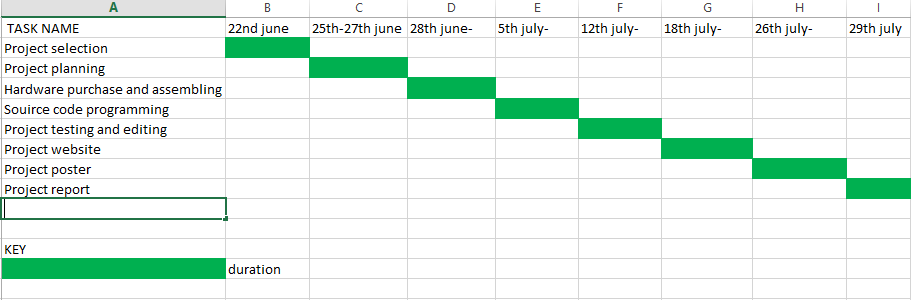 A B C D E F G H I
TASK NAME 22nd june 25th-27th june 28th june- 5th july- 12th july- 18th july- 26th july- 29th july
Project selection
Project planning
Hardware purchase and assembling
Souirce code programming
Project testing and editing
Project website
Project poster
Project report
KEY
duration